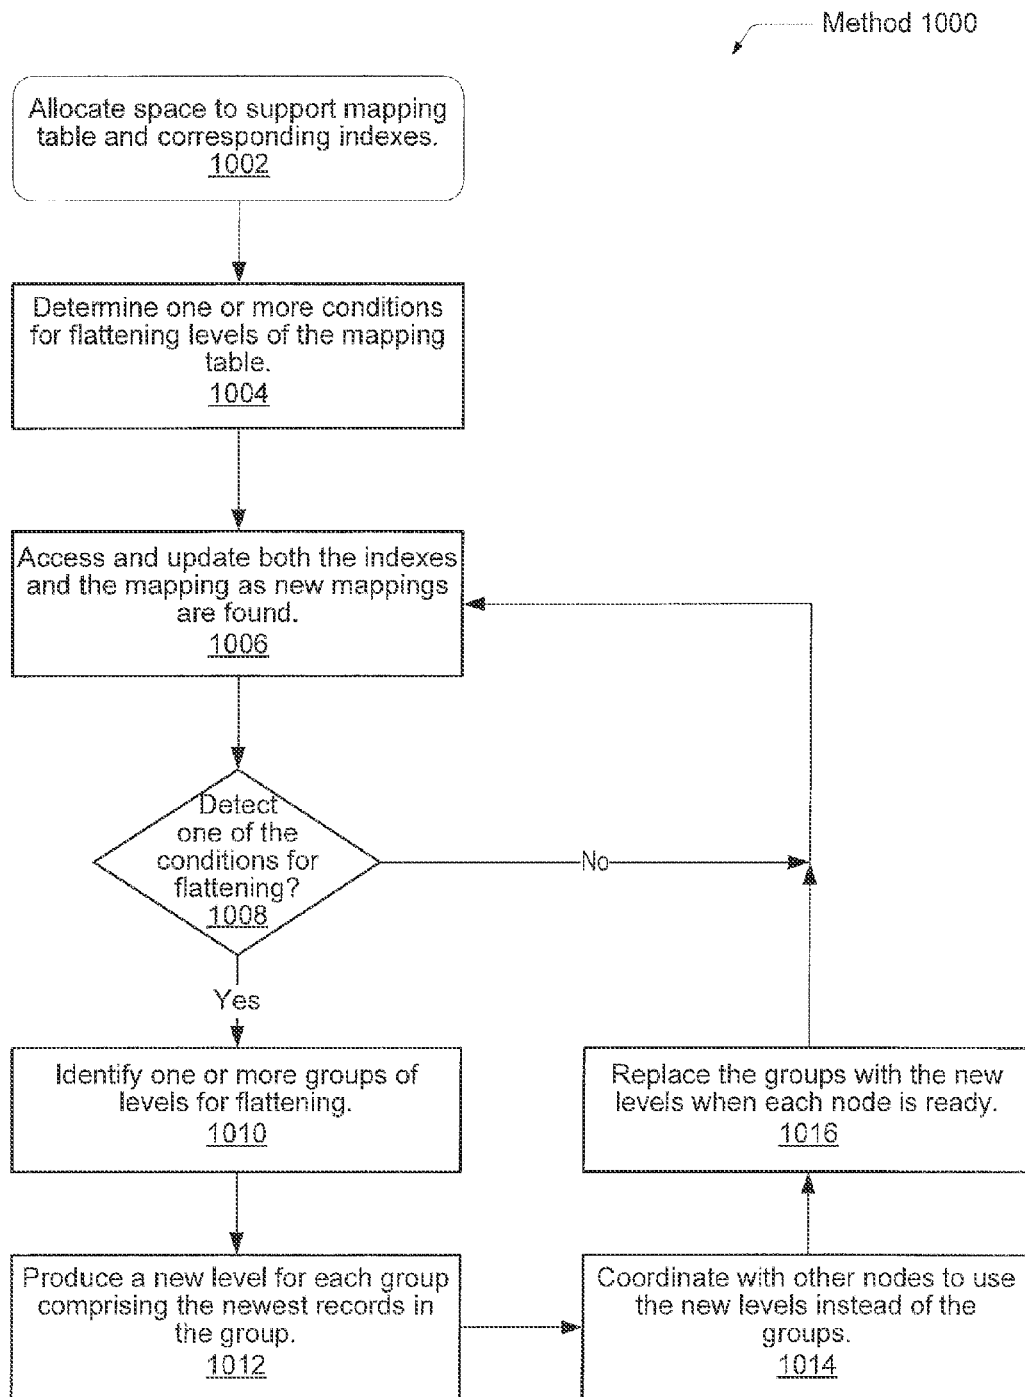 Method 1000
Allocate space to support mapping
table and corresponding indexes.
1002
Determine one or more conditions
for flattening levels of the mapping
table.
1004
Access and update both the indexes
and the mapping as new mappings
are found.
1006
Detect
one of the
conditions for
flattening?
1008
No
Yes
Identify one or more groups of
levels for flattening.
1010
Produce a new level for each group
comprising the newest records in
the group.
1012
Coordinate with other nodes to use
the new levels instead of the
groups.
1014
Replace the groups with the new
levels when each node is ready.
1016